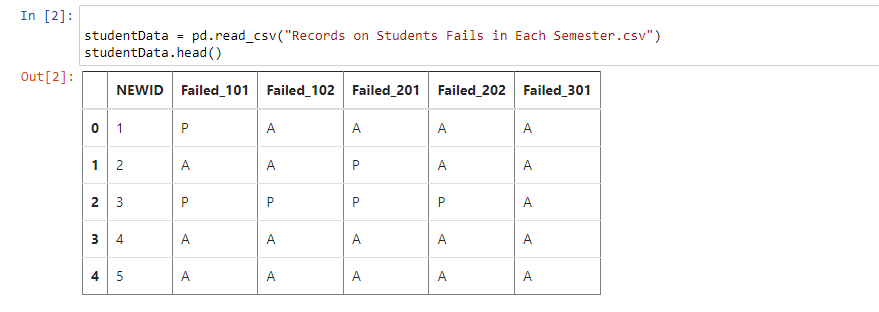 In [2]:
studentData = pd.read_csv("Records on Students Fails in Each Semester.csv")
studentData.head()
Out[2]:
NEWID Failed_101 Failed_102 Failed_201 Failed_202 Failed_301
0 1 P A A A A
1 2 A A P A A
2 3 P P P P A
3 4 A A A A A
4 5 A A A A A